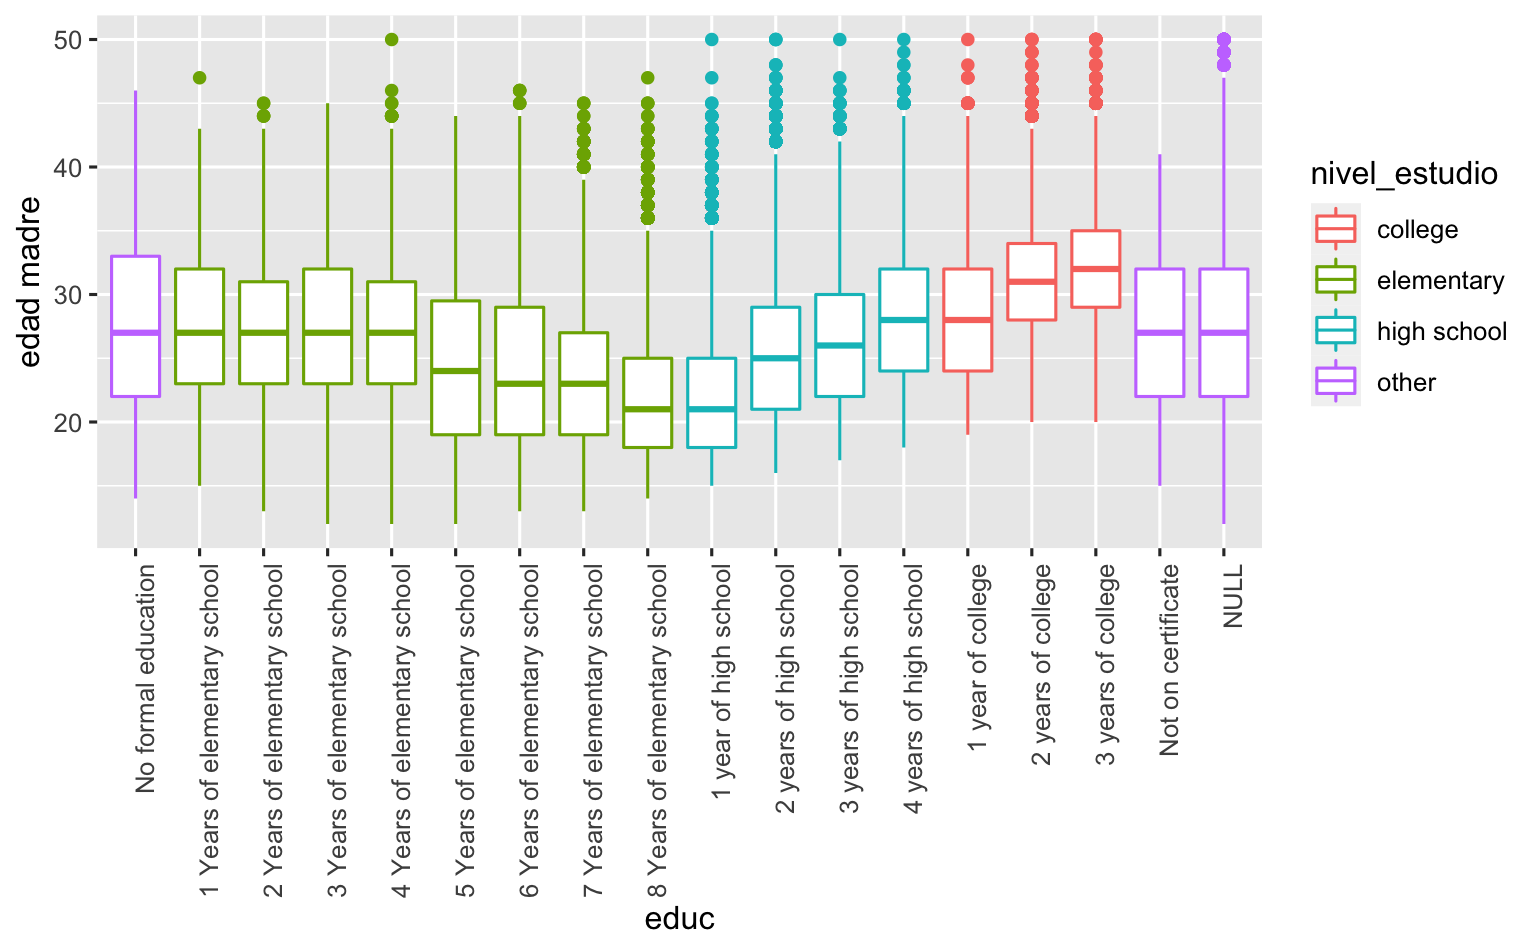 50
40
30
20
edad madre
No formal education
1 Years of elementary school
2 Years of elementary school
3 Years of elementary school
4 Years of elementary school
5 Years of elementary school
6 Years of elementary school
7 Years of elementary school
8 Years of elementary school
1 year of high school
2 years of high school
3 years of high school
4 years of high school
1 year of college
2 years of college
3 years of college
Not on certificate
NULL
educ
nivel_estudio
college
elementary
high school
other